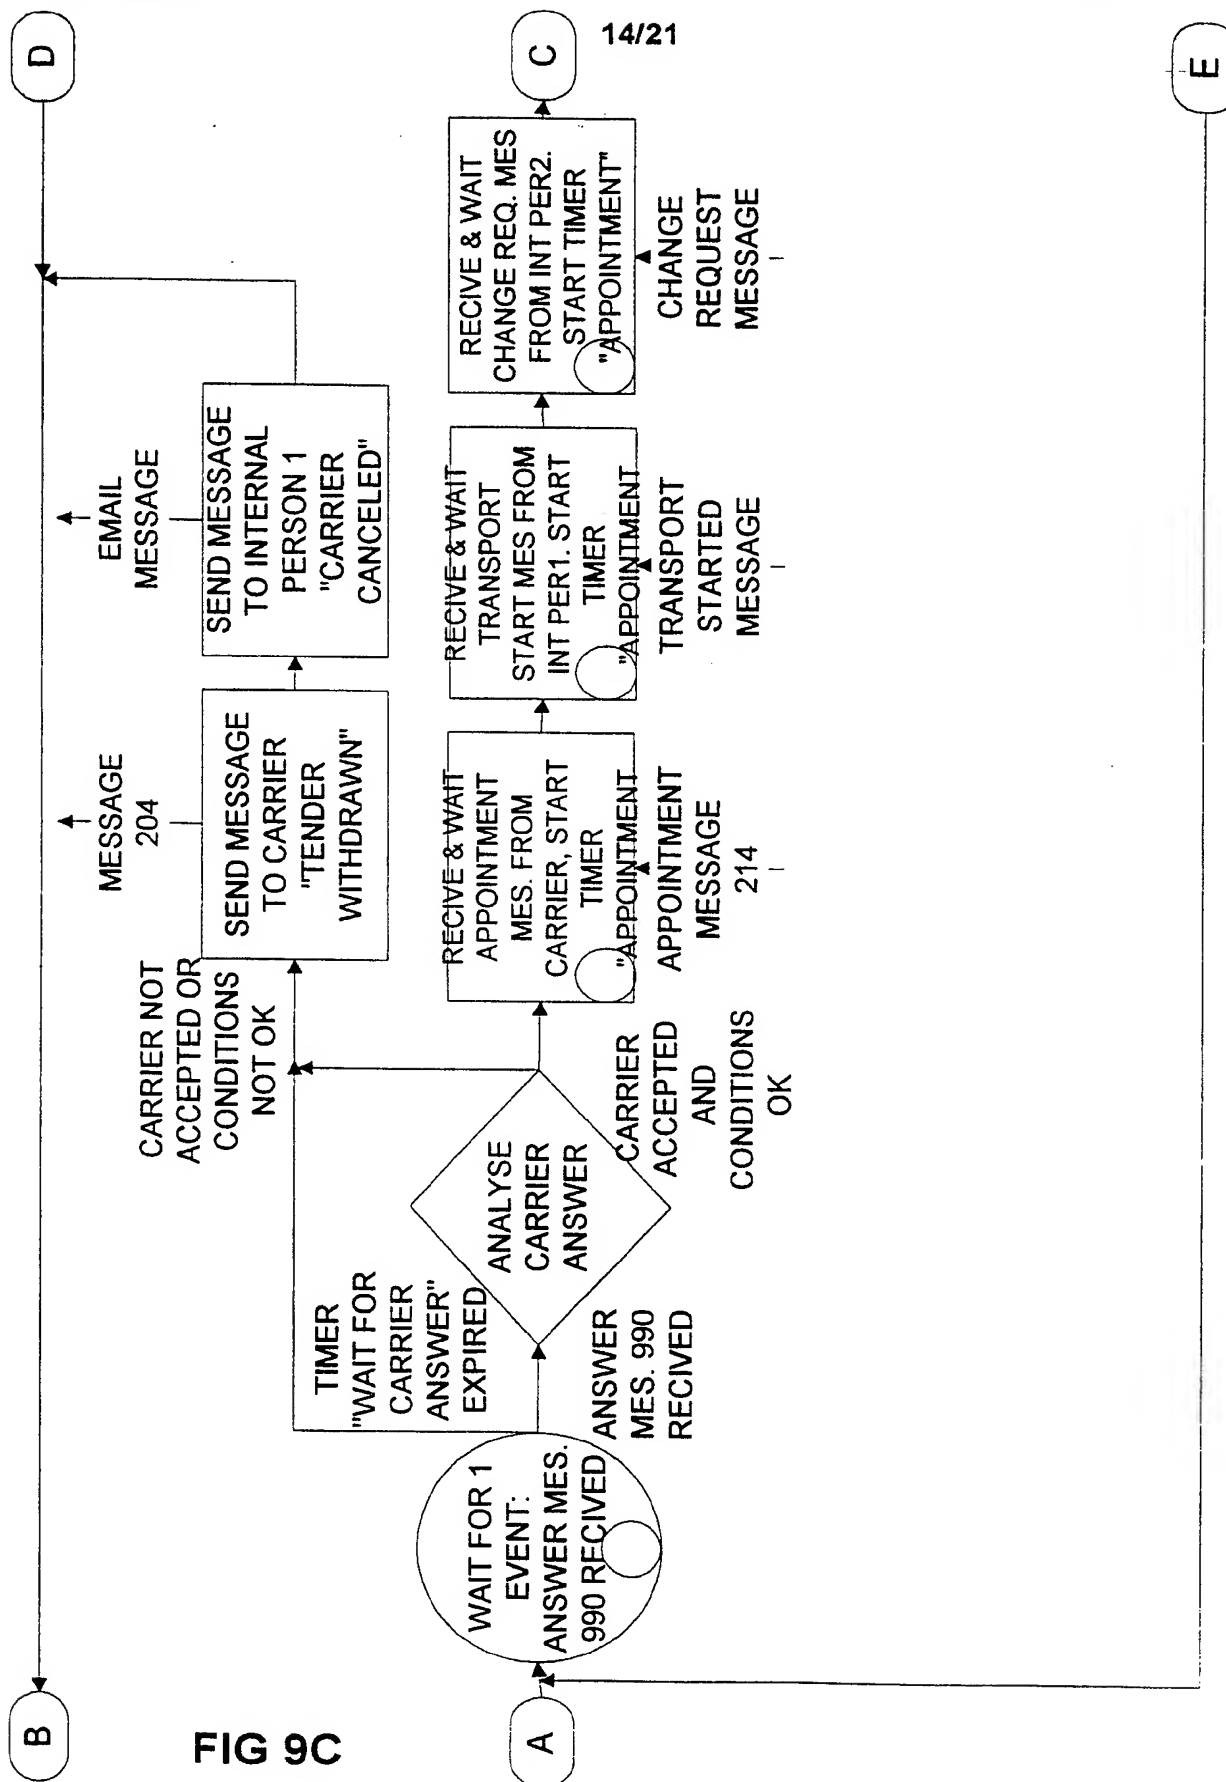 14/21
B
D
MESSAGE
204
EMAIL
MESSAGE
CARRIER NOT
ACCEPTED OR
CONDITIONS
NOT OK
SEND MESSAGE
TO CARRIER
"TENDER
WITHDRAWN"
SEND MESSAGE
TO INTERNAL
PERSON 1
"CARRIER
CANCELED"
TIMER
"WAIT FOR
CARRIER
ANSWER"
EXPIRED
A
WAIT FOR 1
EVENT:
ANSWER MES.
990 RECIVED
ANSWER
MES. 990
RECIVED
ANALYSE
CARRIER
ANSWER
CARRIER
ACCEPTED
AND
CONDITIONS
OK
RECIVE & WAIT
APPOINTMENT
MES. FROM
CARRIER, START
TIMER
"APPOINTMENT
RECIVE & WAIT
TRANSPORT
START MES FROM
INT PER1. START
TIMER
"APPOINTMENT
RECIVE & WAIT
CHANGE REQ. MES
FROM INT PER2.
START TIMER
"APPOINTMENT"
C
APPOINTMENT
MESSAGE
214
TRANSPORT
STARTED
MESSAGE
CHANGE
REQUEST
MESSAGE
E
FIG 9C